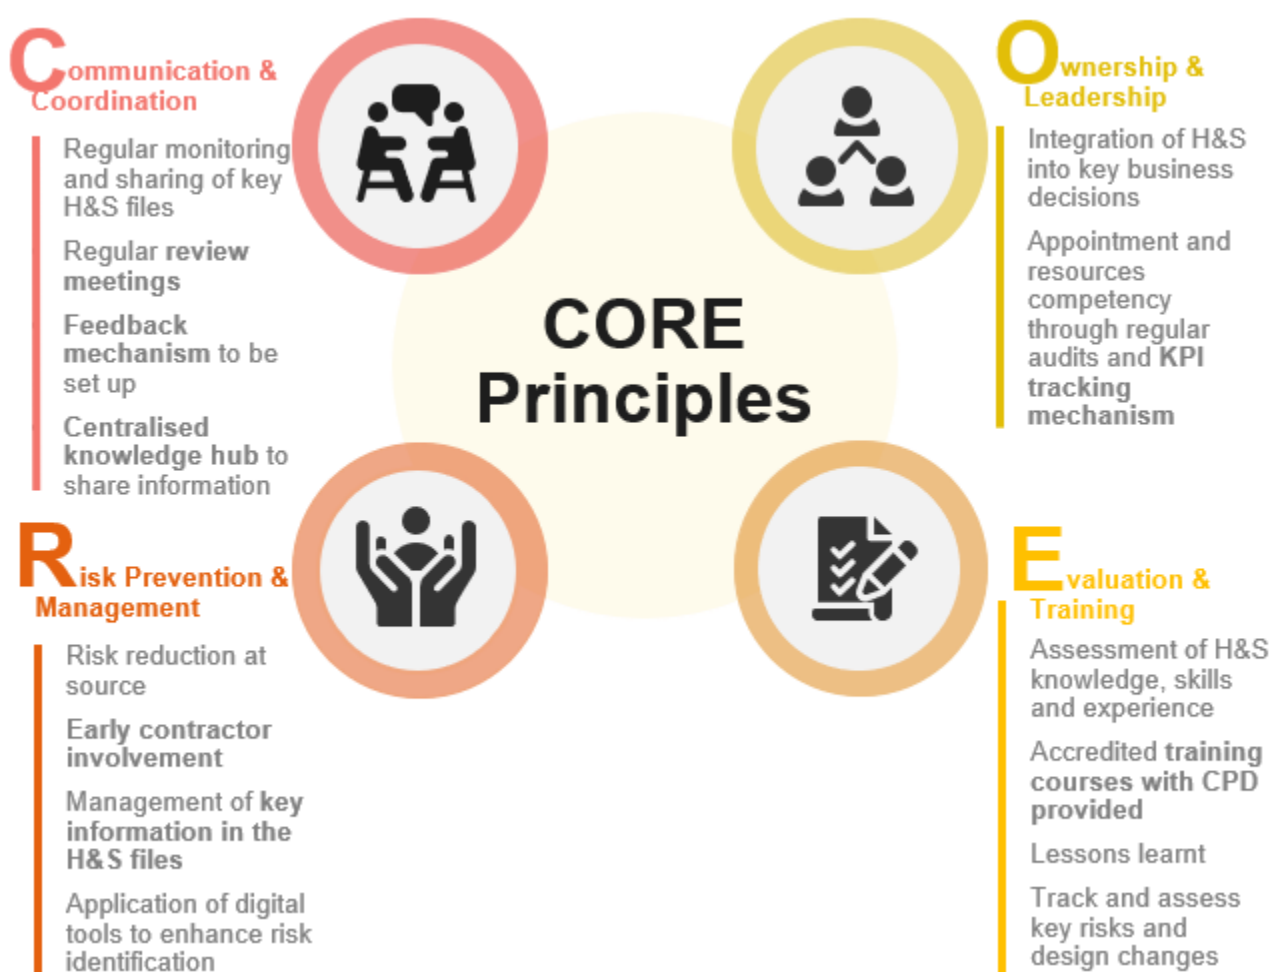 Communication &
Coordination
Regular monitoring
and sharing of key
H&S files
Regular review
meetings
Feedback
mechanism to be
set up
Centralised
knowledge hub to
share information
Ownership &
Leadership
Integration of H&S
into key business
decisions
Appointment and
resources
competency
through regular
audits and KPI
tracking
mechanism
CORE
Principles
Risk Prevention &
Management
Risk reduction at
source
Early contractor
involvement
Management of key
information in the
H&S files
Application of digital
tools to enhance risk
identification
Evaluation &
Training
Assessment of H&S
knowledge, skills
and experience
Accredited training
courses with CPD
provided
Lessons learnt
Track and assess
key risks and
design changes